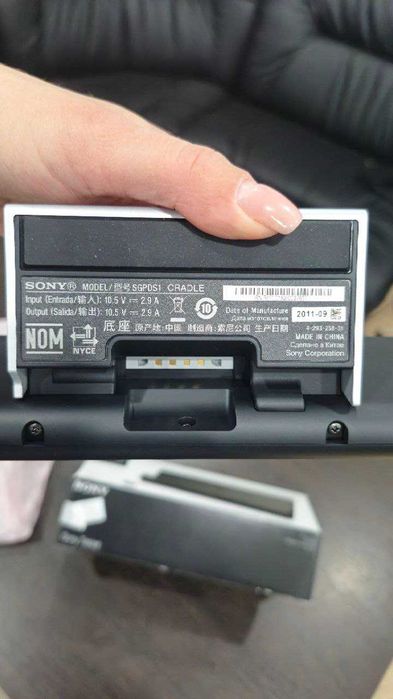 SONY® MODEL/型号 SGPDS1 CRADLE
Input (Entrada/输入): 10.5 V ⎓ 2.9 A
Output (Salida/输出): 10.5 V ⎓ 2.9 A
10
Date of Manufacture
2011-09
底座 原产地: 中国 制造商: 索尼公司 生产日期
NOM
NYCE
MADE IN CHINA
Сделано в Китае
Sony Corporation
SONY